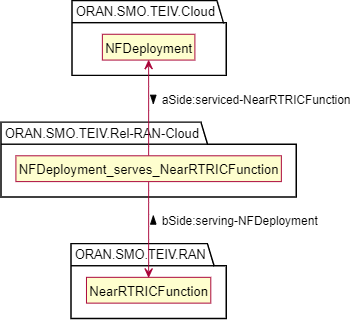 ORAN.SMO.TEIV.Cloud
NFDeployment
aSide:serviced-NearRTRICFunction
ORAN.SMO.TEIV.Rel-RAN-Cloud
NFDeployment_serves_NearRTRICFunction
bSide:serving-NFDeployment
ORAN.SMO.TEIV.RAN
NearRTRICFunction